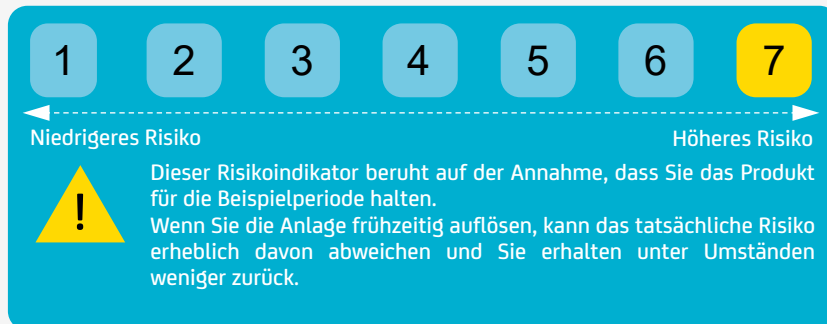 1 2 3 4 5 6 7
Niedrigeres Risiko Höheres Risiko
Dieser Risikoindikator beruht auf der Annahme, dass Sie das Produkt
für die Beispielperiode halten.
!
Wenn Sie die Anlage frühzeitig auflösen, kann das tatsächliche Risiko
erheblich davon abweichen und Sie erhalten unter Umständen
weniger zurück.